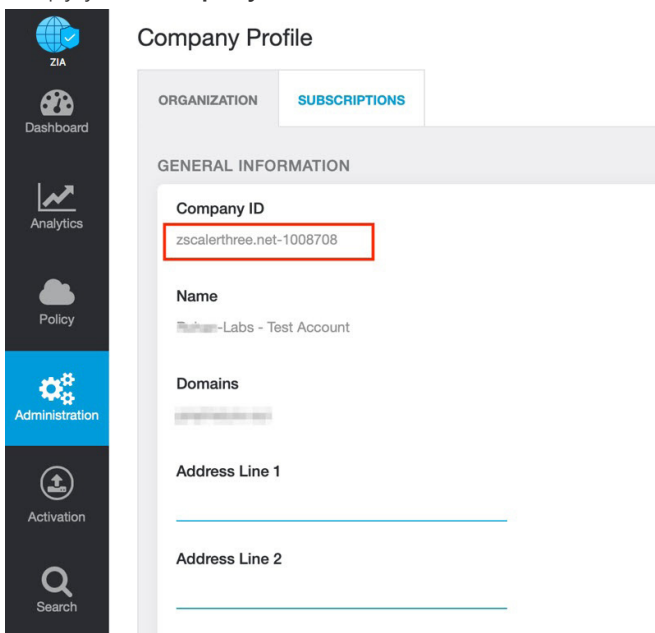 Company Profile
ZIA
Dashboard
Analytics
Policy
Administration
Activation
Search
ORGANIZATION
SUBSCRIPTIONS
GENERAL INFORMATION
Company ID
zscalerthree.net-1008708
Name
-Labs - Test Account
Domains
Address Line 1
Address Line 2